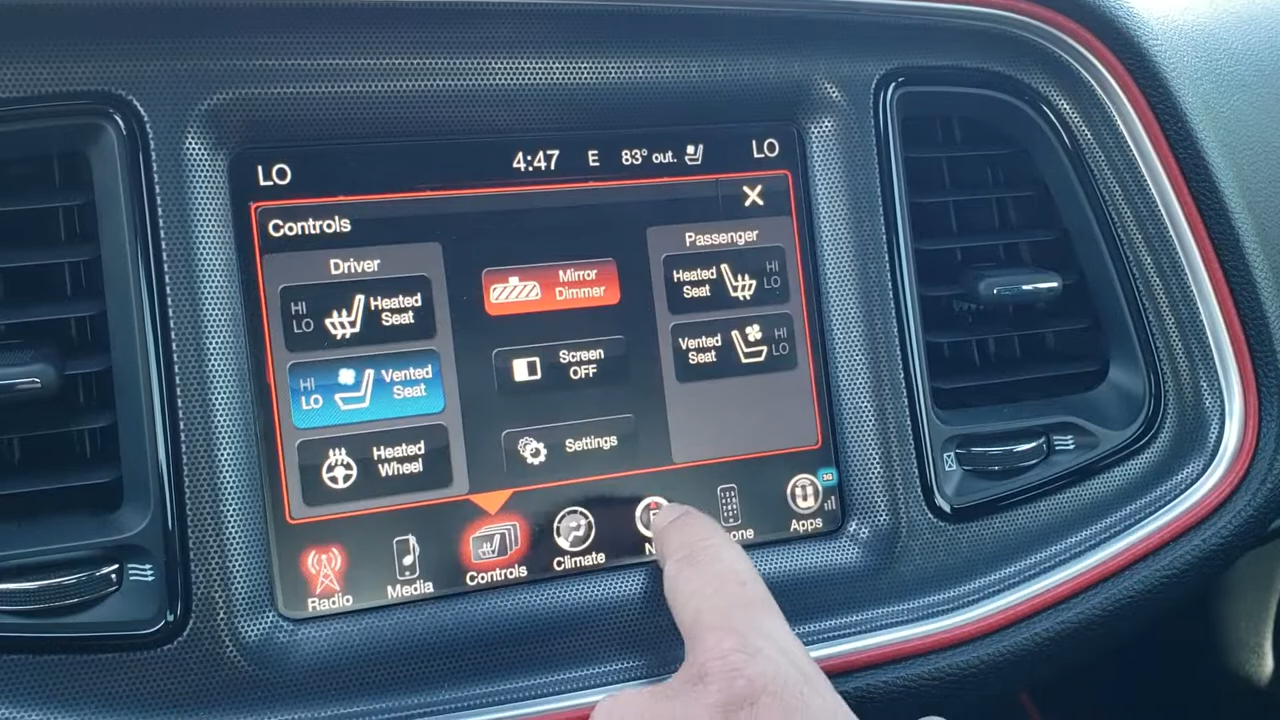 LO
4:47 E 83° out.
LO
Controls
X
Driver
HI
LO
Heated
Seat
HI
LO
Vented
Seat
Heated
Wheel
Mirror
Dimmer
Screen
OFF
Settings
Passenger
Heated
Seat
HI
LO
Vented
Seat
HI
LO
Radio
Media
Controls
Climate
Apps
3G